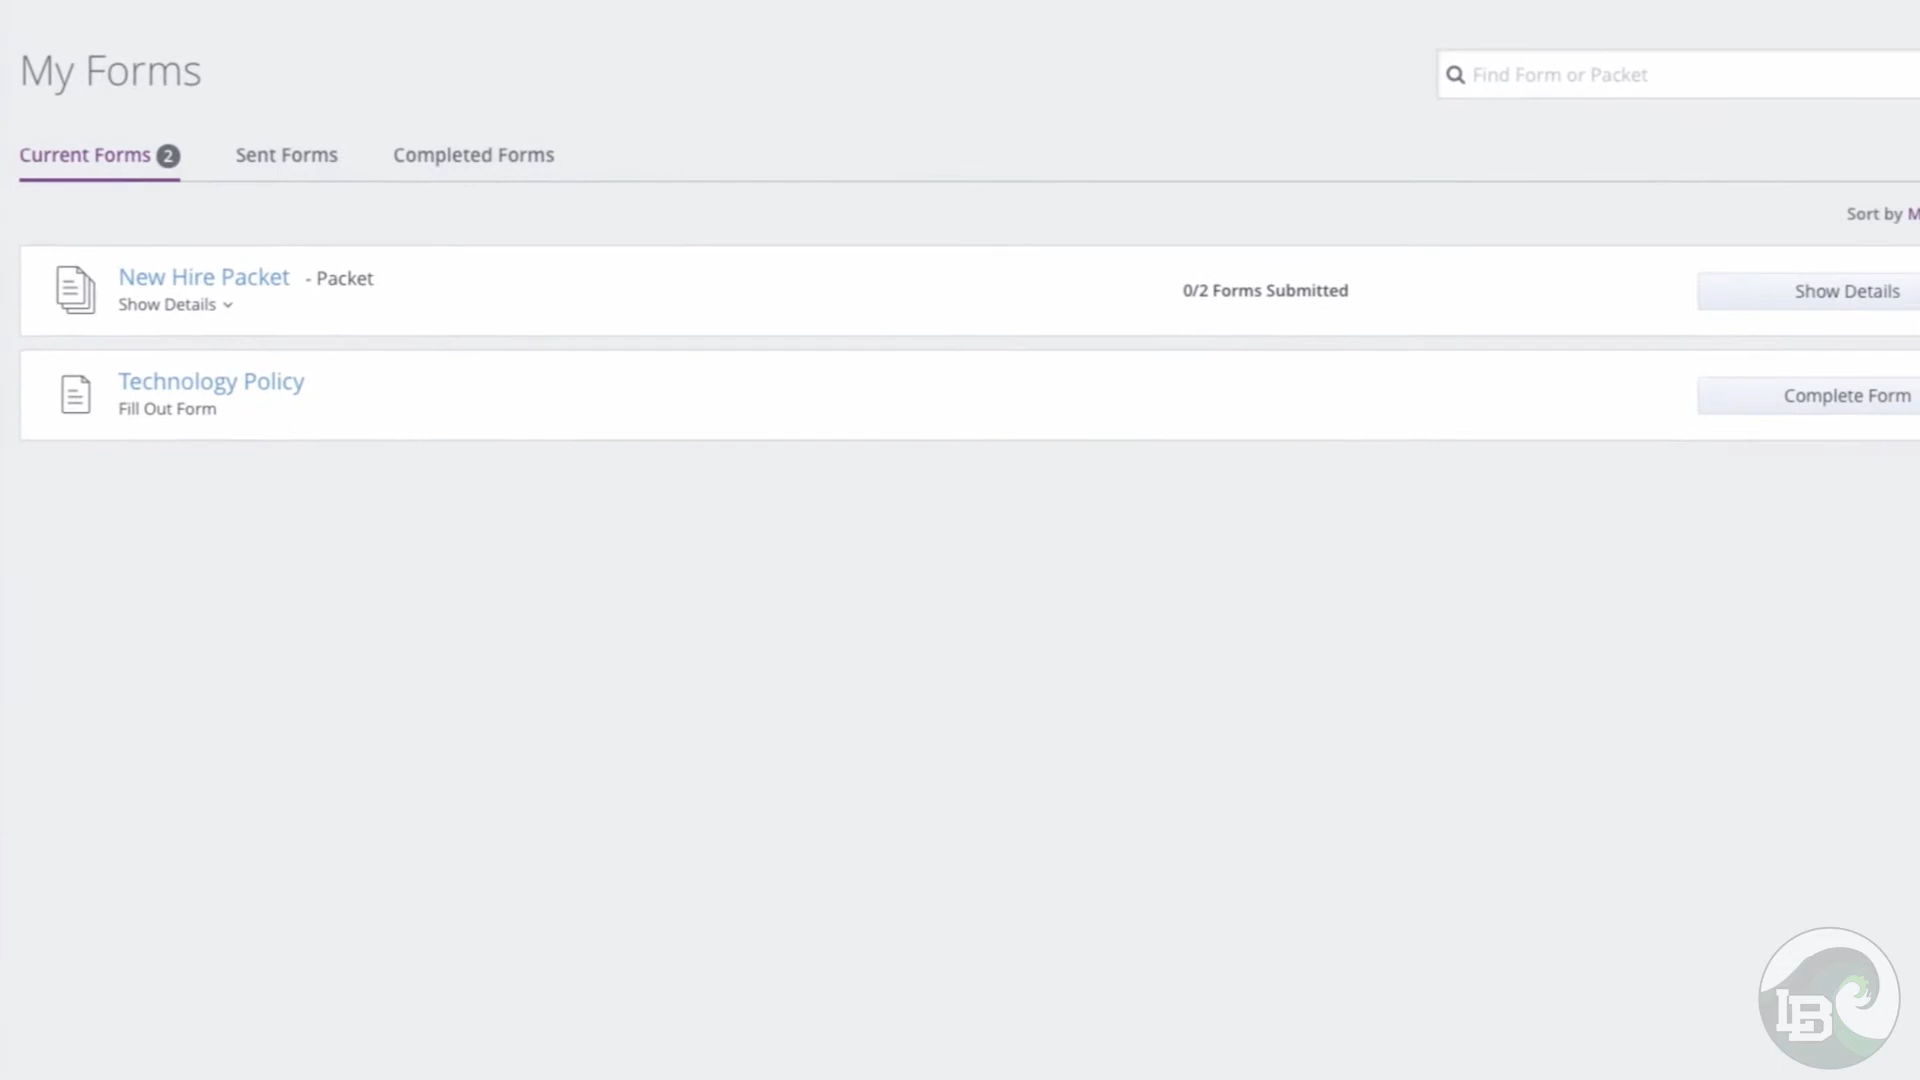 My Forms
Find Form or Packet
Current Forms 2
Sent Forms
Completed Forms
Sort by M
New Hire Packet - Packet
Show Details
0/2 Forms Submitted
Show Details
Technology Policy
Fill Out Form
Complete Form
LB